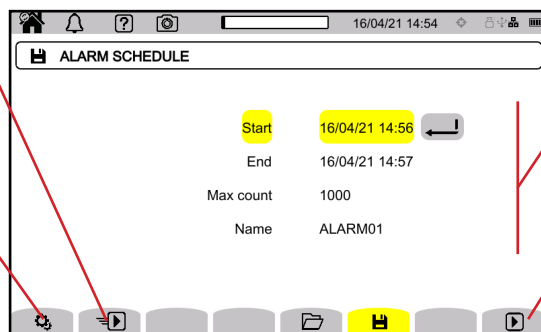 16/04/21 14:54
ALARM SCHEDULE
Start 16/04/21 14:56
End 16/04/21 14:57
Max count 1000
Name ALARM01